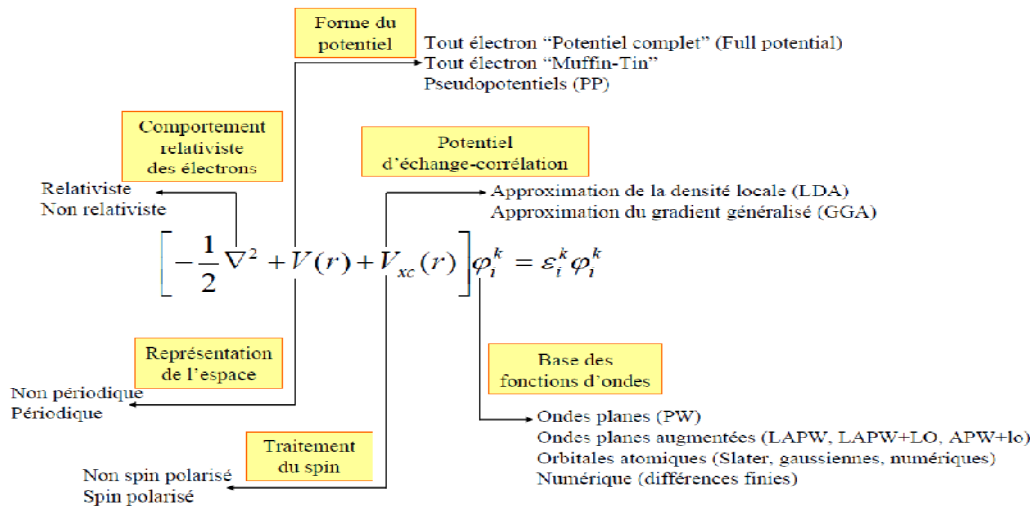 Forme du
potentiel
Tout électron “Potentiel complet” (Full potential)
Tout électron “Muffin-Tin”
Pseudopotentiels (PP)
Comportement
relativiste
des électrons
Potentiel
d’échange-corrélation
Relativiste
Non relativiste
Approximation de la densité locale (LDA)
Approximation du gradient généralisé (GGA)
[ -1/2 ∇² + V(r) + V_xc(r) ] φ_i^k = ε_i^k φ_i^k
Représentation
de l’espace
Base des
fonctions d’ondes
Non périodique
Périodique
Ondes planes (PW)
Ondes planes augmentées (LAPW, LAPW+LO, APW+lo)
Orbitales atomiques (Slater, gaussiennes, numériques)
Numérique (différences finies)
Traitement
du spin
Non spin polarisé
Spin polarisé